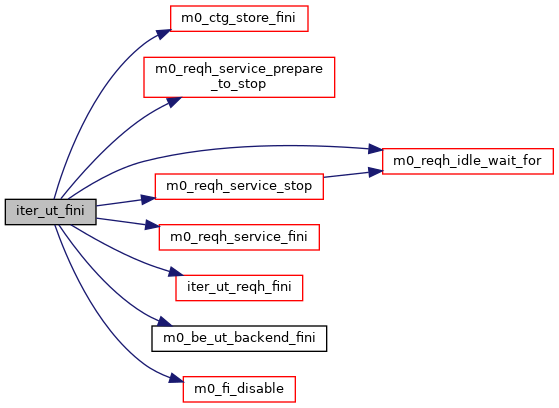 m0_ctg_store_fini
m0_reqh_service_prepare
_to_stop
m0_reqh_idle_wait_for
m0_reqh_service_stop
iter_ut_fini
m0_reqh_service_fini
iter_ut_reqh_fini
m0_be_ut_backend_fini
m0_fi_disable